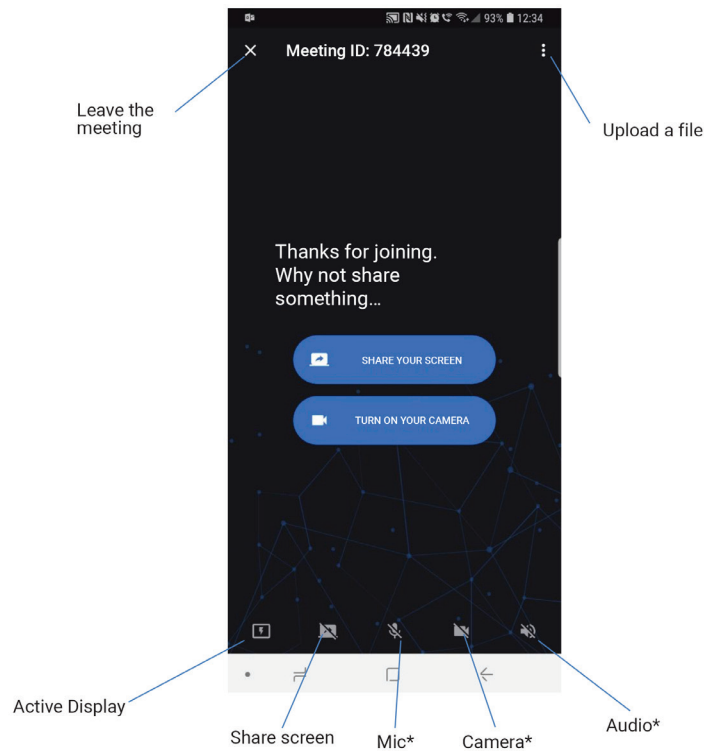 93% 12:34
Meeting ID: 784439
Leave the
meeting
Upload a file
Thanks for joining.
Why not share
something...
SHARE YOUR SCREEN
TURN ON YOUR CAMERA
Active Display
Share screen
Mic*
Camera*
Audio*